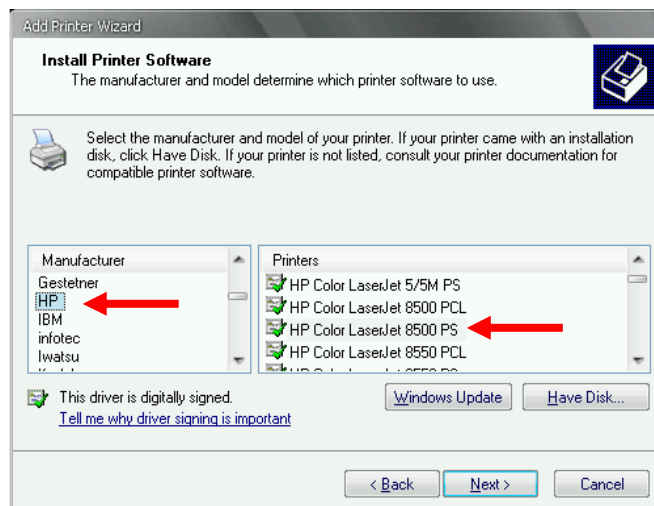 Add Printer Wizard
Install Printer Software
The manufacturer and model determine which printer software to use.
Select the manufacturer and model of your printer. If your printer came with an installation
disk, click Have Disk. If your printer is not listed, consult your printer documentation for
compatible printer software.
Manufacturer
Gestetner
HP
IBM
infotec
Iwatsu
Printers
HP Color LaserJet 5/5M PS
HP Color LaserJet 8500 PCL
HP Color LaserJet 8500 PS
HP Color LaserJet 8550 PCL
This driver is digitally signed.
Tell me why driver signing is important
Windows Update
Have Disk...
< Back
Next >
Cancel